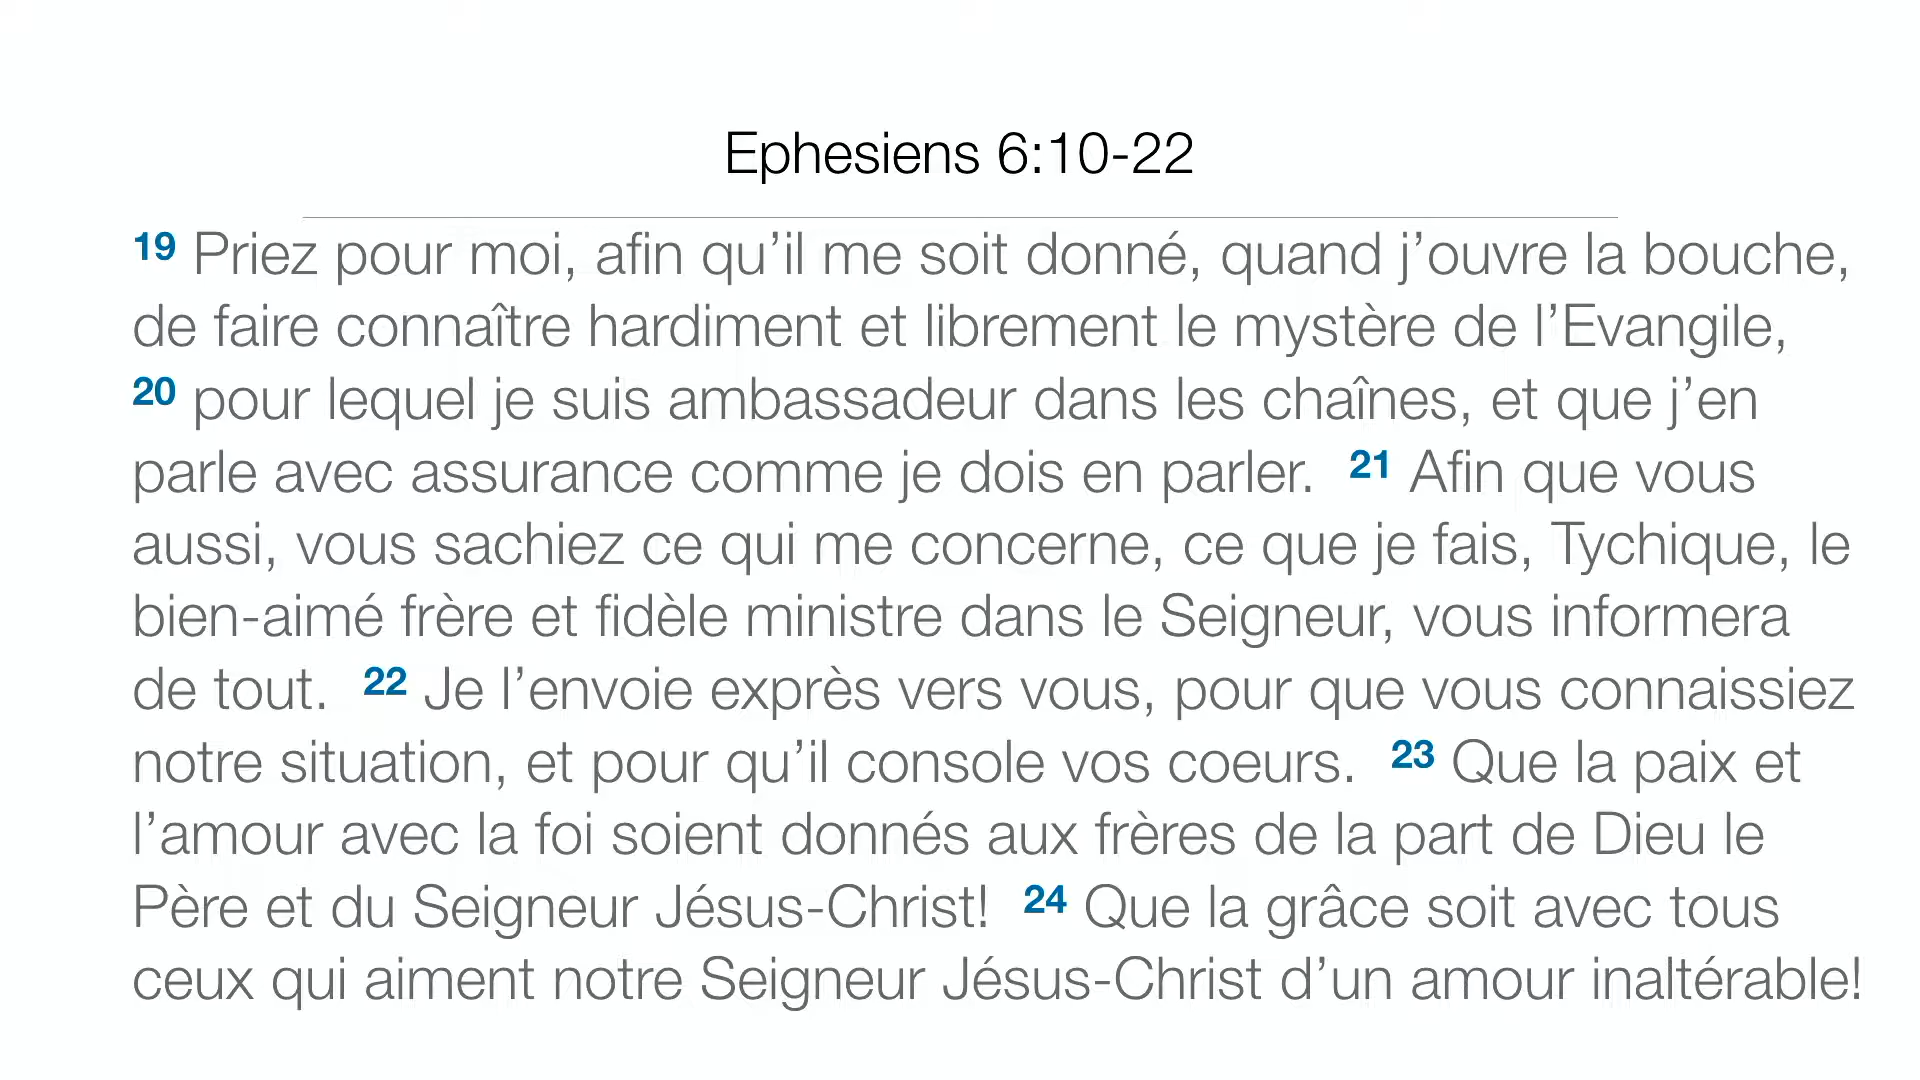 Ephesiens 6:10-22
19 Priez pour moi, afin qu’il me soit donné, quand j’ouvre la bouche,
de faire connaître hardiment et librement le mystère de l’Evangile,
20 pour lequel je suis ambassadeur dans les chaînes, et que j’en
parle avec assurance comme je dois en parler. 21 Afin que vous
aussi, vous sachiez ce qui me concerne, ce que je fais, Tychique, le
bien-aimé frère et fidèle ministre dans le Seigneur, vous informera
de tout. 22 Je l’envoie exprès vers vous, pour que vous connaissiez
notre situation, et pour qu’il console vos coeurs. 23 Que la paix et
l’amour avec la foi soient donnés aux frères de la part de Dieu le
Père et du Seigneur Jésus-Christ! 24 Que la grâce soit avec tous
ceux qui aiment notre Seigneur Jésus-Christ d’un amour inaltérable!